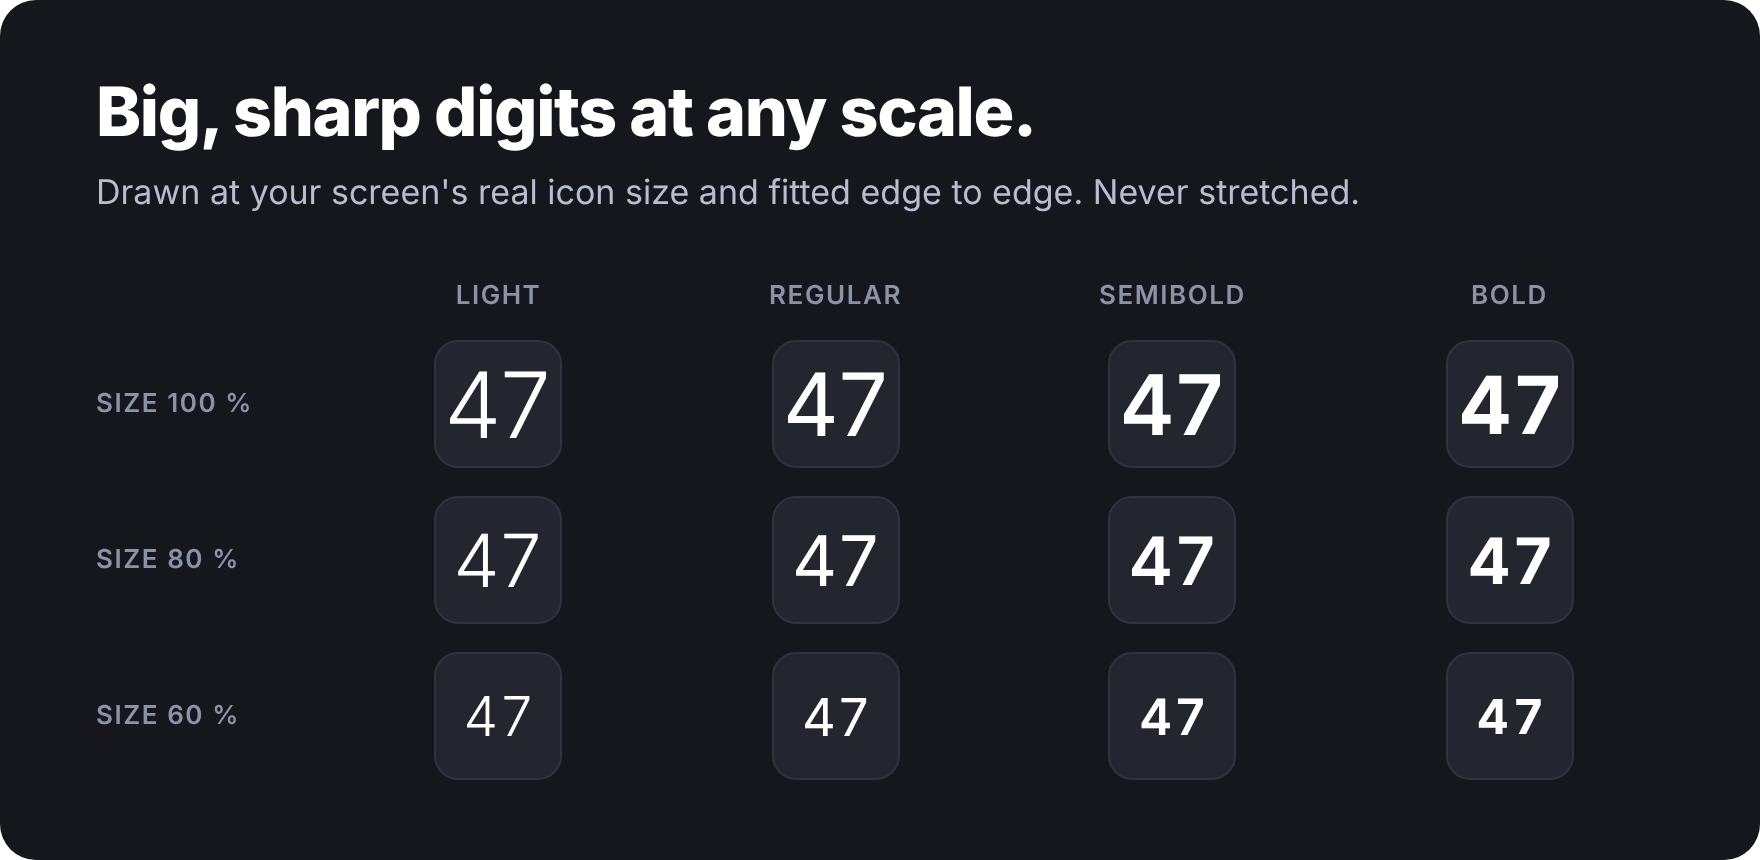 Big, sharp digits at any scale.
Drawn at your screen's real icon size and fitted edge to edge. Never stretched.
LIGHT REGULAR SEMIBOLD BOLD
SIZE 100 % 47 47 47 47
SIZE 80 % 47 47 47 47
SIZE 60 % 47 47 47 47